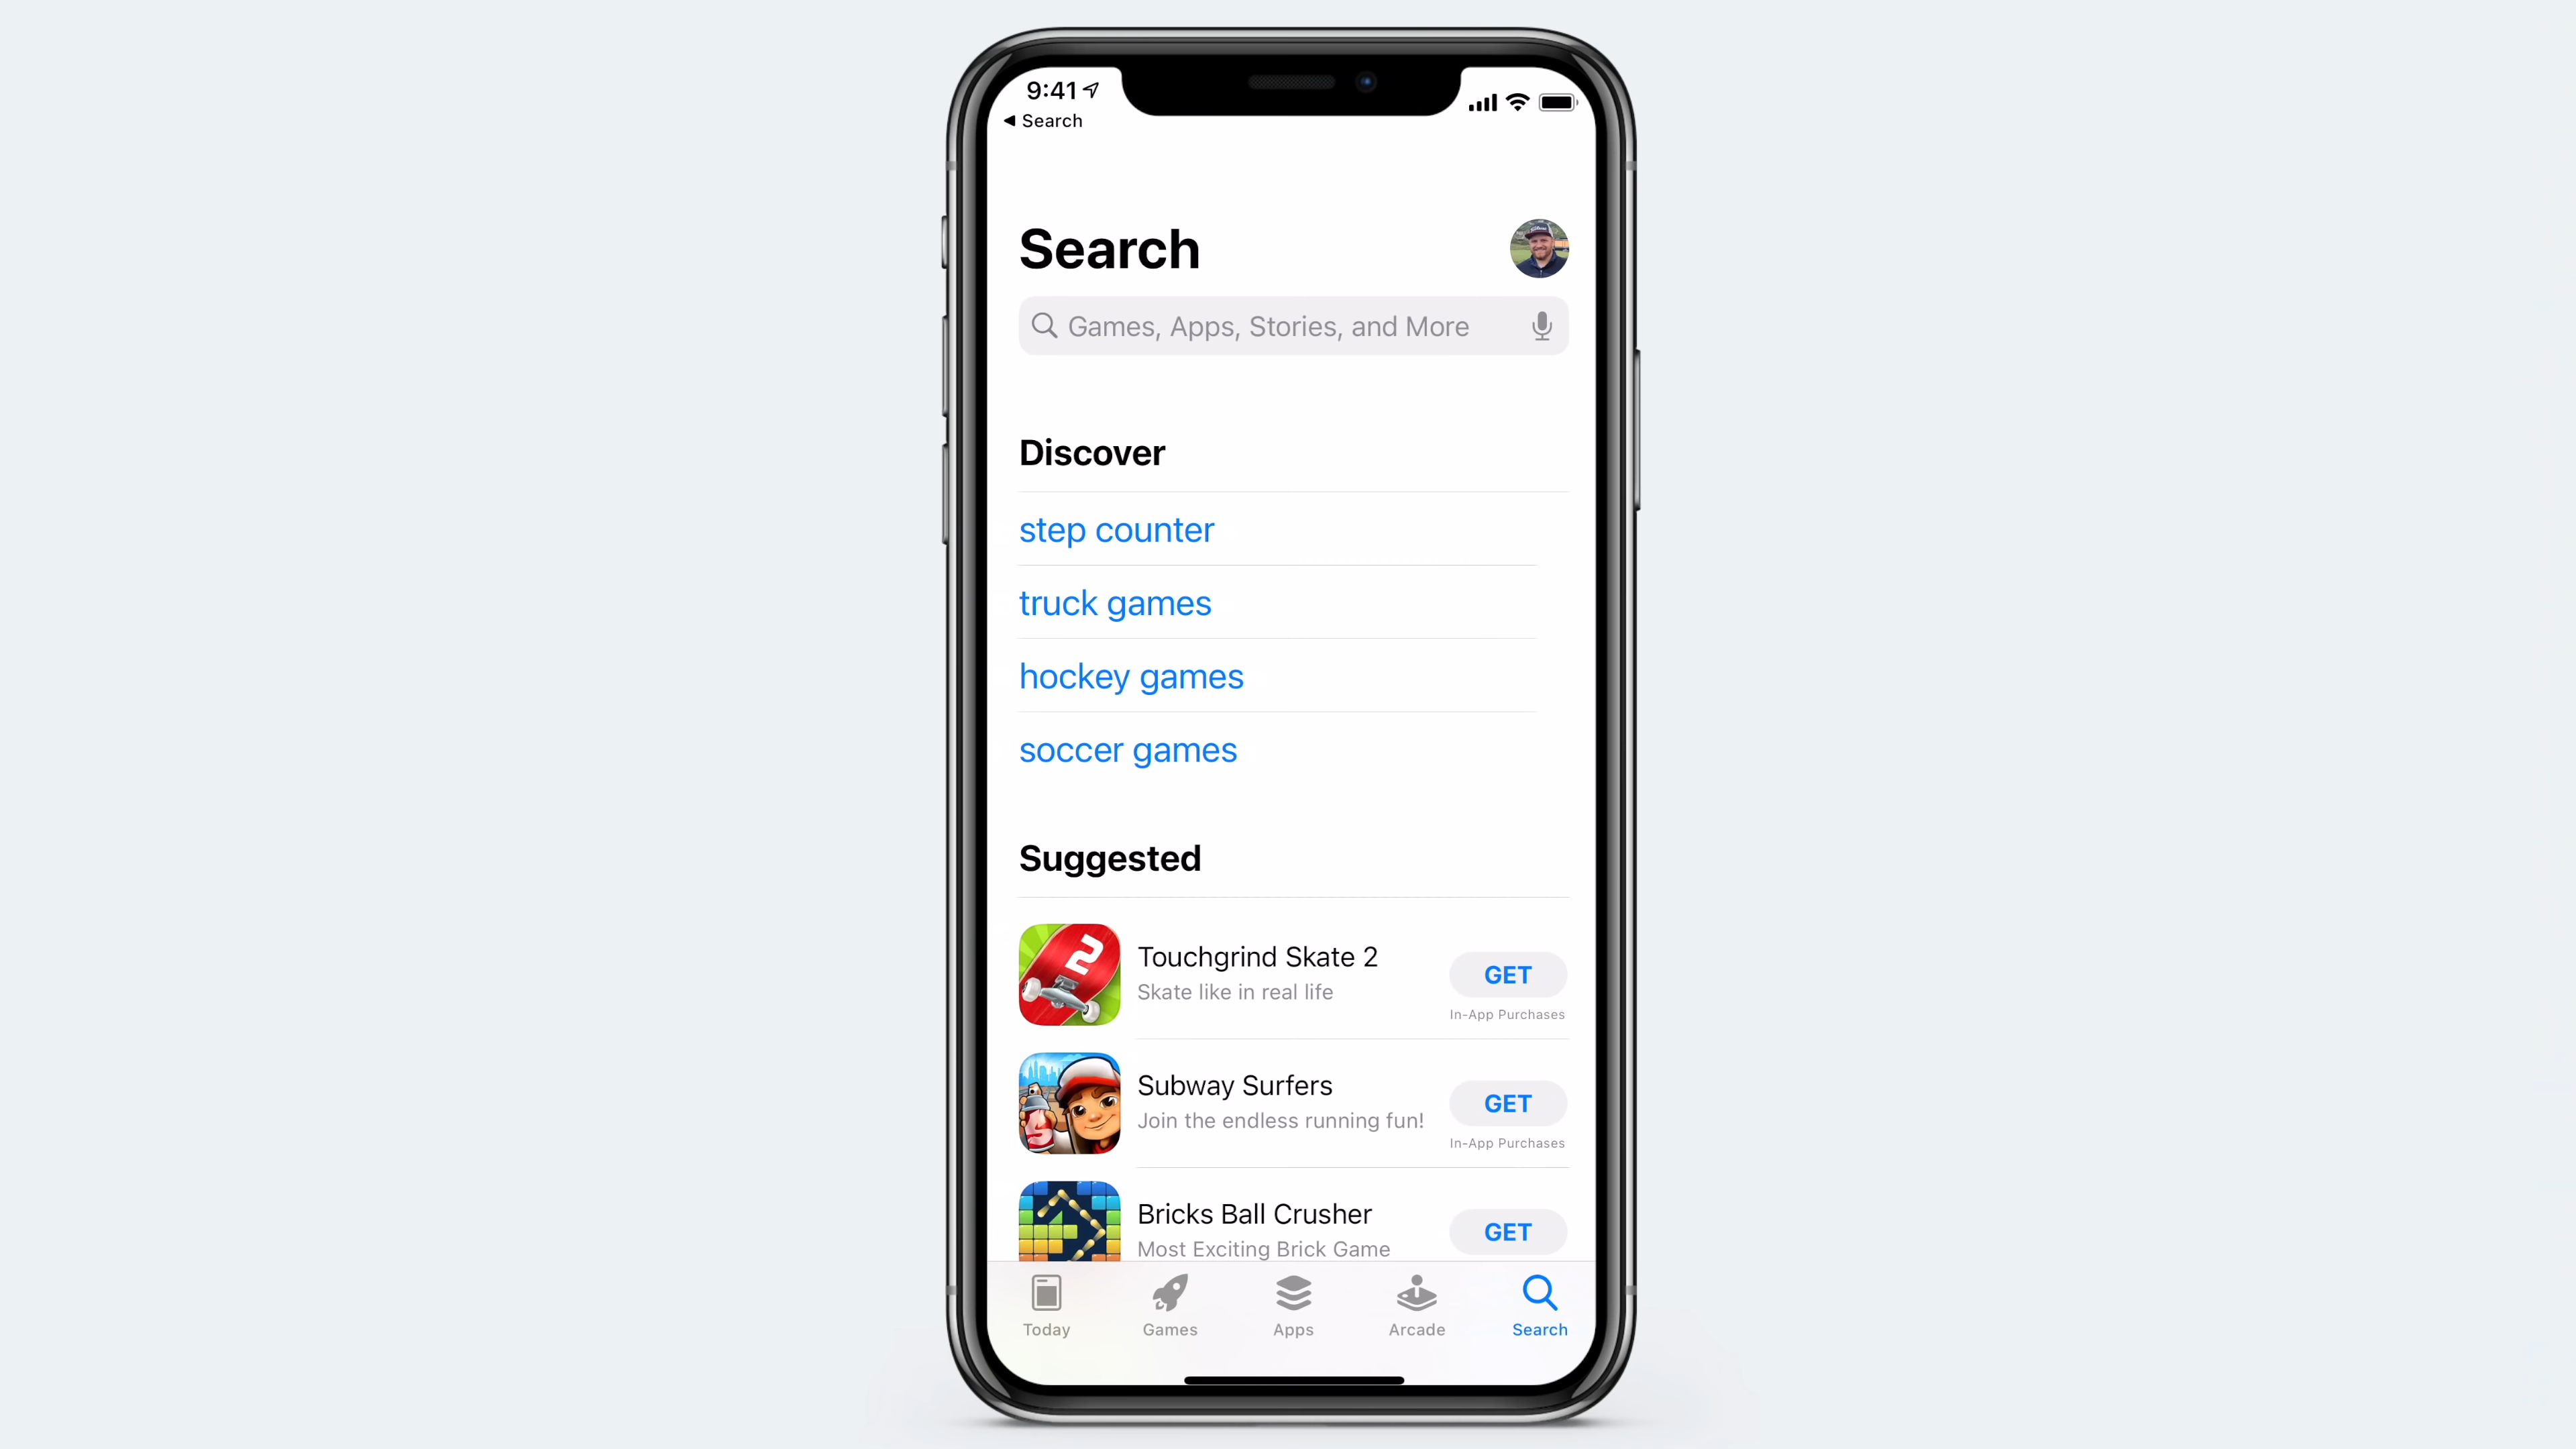 9:41
Search
Search
Games, Apps, Stories, and More
Discover
step counter
truck games
hockey games
soccer games
Suggested
2
Touchgrind Skate 2
Skate like in real life
GET
In-App Purchases
Subway Surfers
Join the endless running fun!
GET
In-App Purchases
Bricks Ball Crusher
Most Exciting Brick Game
GET
Today
Games
Apps
Arcade
Search